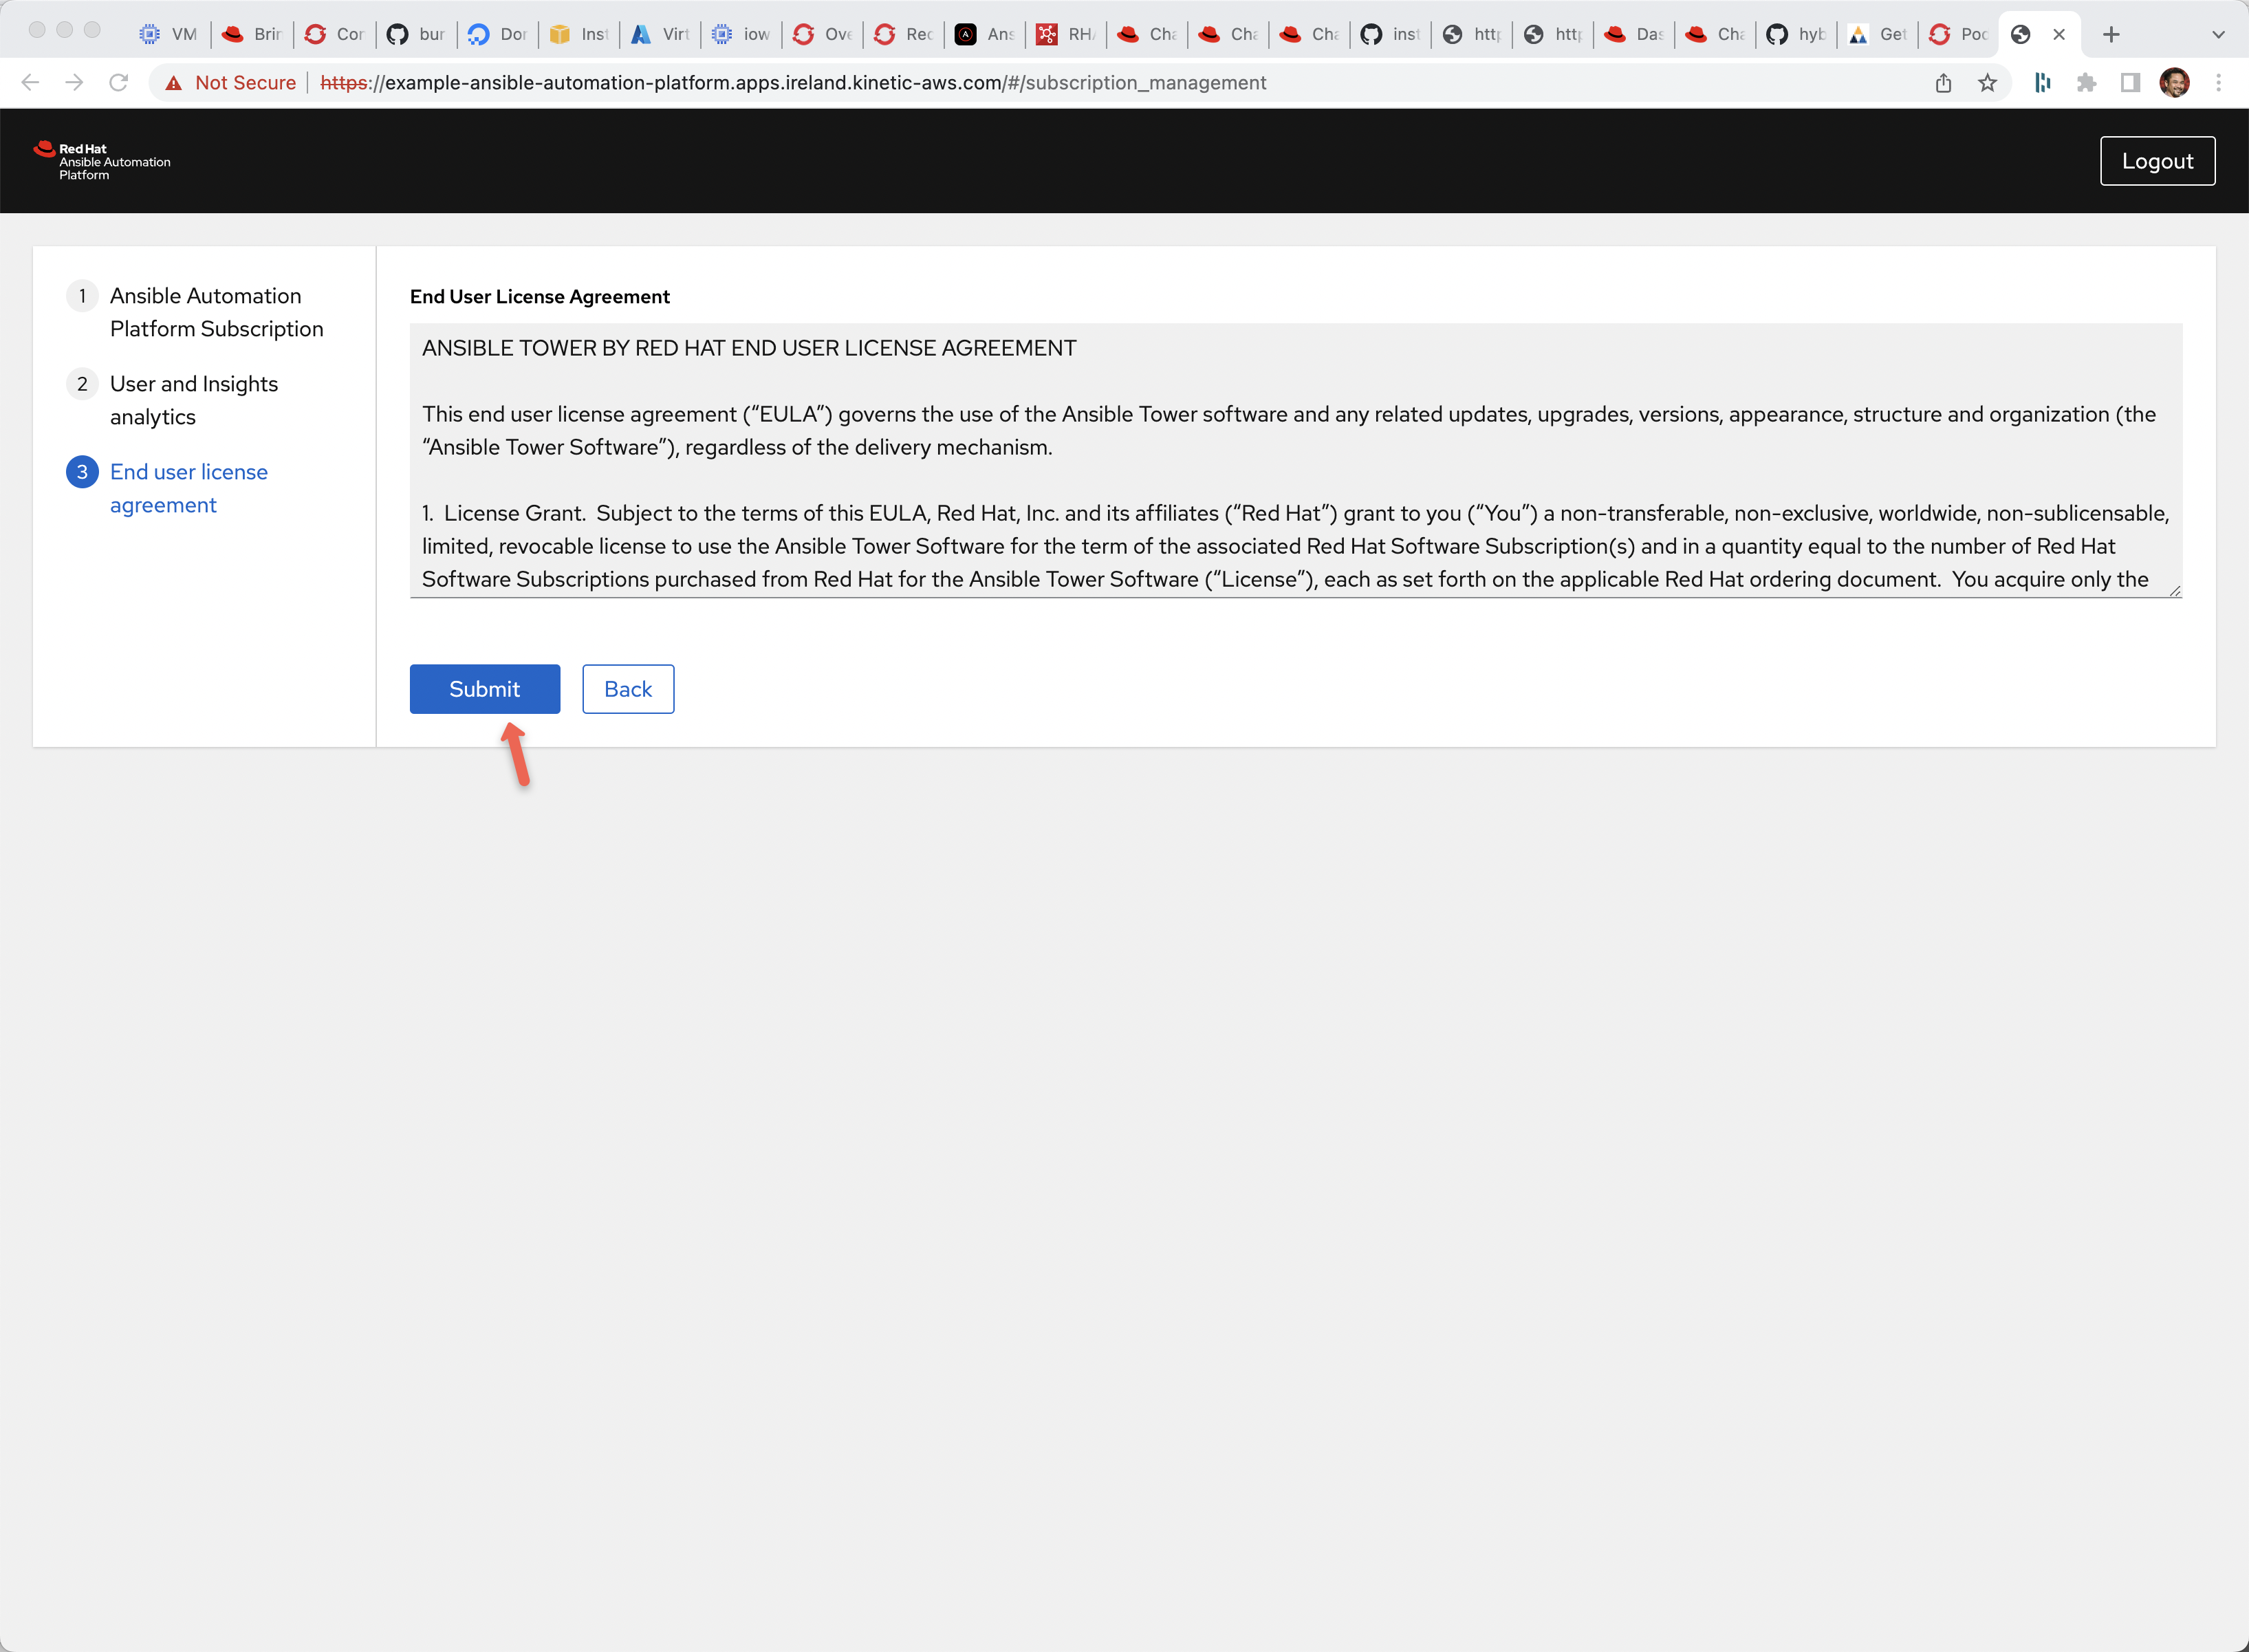 VM
Brin
Con
bur
Don
Inst
Virt
iow
Ove
Rec
Ans
RHA
Cha
Cha
Cha
inst
http
http
Das
Cha
hyb
Get
Poc
Not Secure
https://example-ansible-automation-platform.apps.ireland.kinetic-aws.com/#/subscription_management
Red Hat
Ansible Automation
Platform
Logout
1 Ansible Automation
Platform Subscription
2 User and Insights
analytics
3 End user license
agreement
End User License Agreement
ANSIBLE TOWER BY RED HAT END USER LICENSE AGREEMENT
This end user license agreement (“EULA”) governs the use of the Ansible Tower software and any related updates, upgrades, versions, appearance, structure and organization (the
“Ansible Tower Software”), regardless of the delivery mechanism.
1. License Grant. Subject to the terms of this EULA, Red Hat, Inc. and its affiliates (“Red Hat”) grant to you (“You”) a non-transferable, non-exclusive, worldwide, non-sublicensable,
limited, revocable license to use the Ansible Tower Software for the term of the associated Red Hat Software Subscription(s) and in a quantity equal to the number of Red Hat
Software Subscriptions purchased from Red Hat for the Ansible Tower Software (“License”), each as set forth on the applicable Red Hat ordering document. You acquire only the
Submit
Back